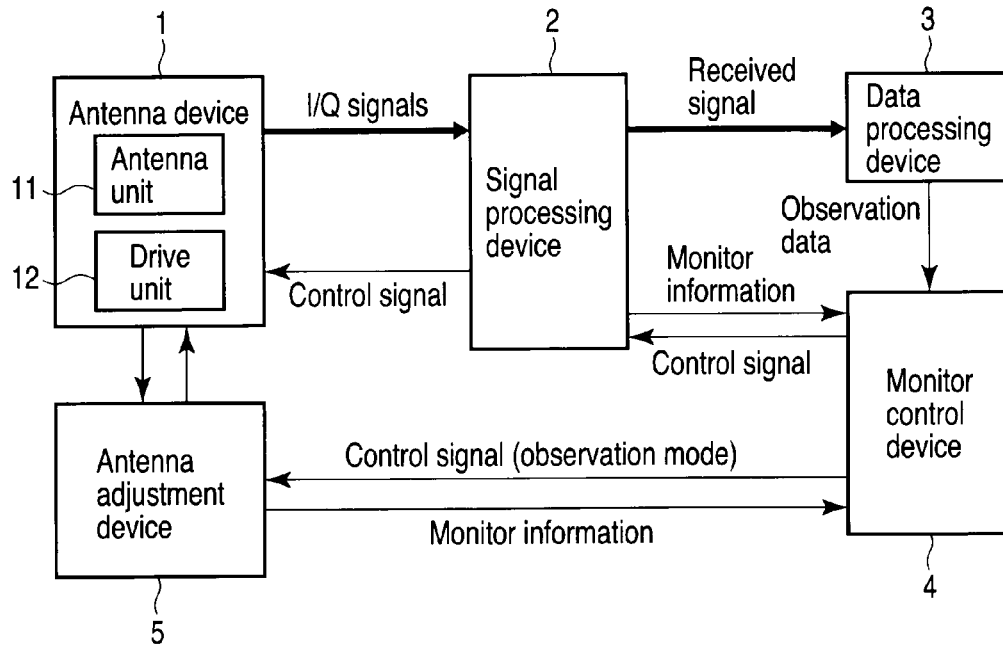 1
2
3
Antenna device
Antenna
unit
11
Drive
unit
12
I/Q signals
Control signal
Signal
processing
device
Received
signal
Data
processing
device
Observation
data
Monitor
information
Control signal
Monitor
control
device
4
Antenna
adjustment
device
5
Control signal (observation mode)
Monitor information